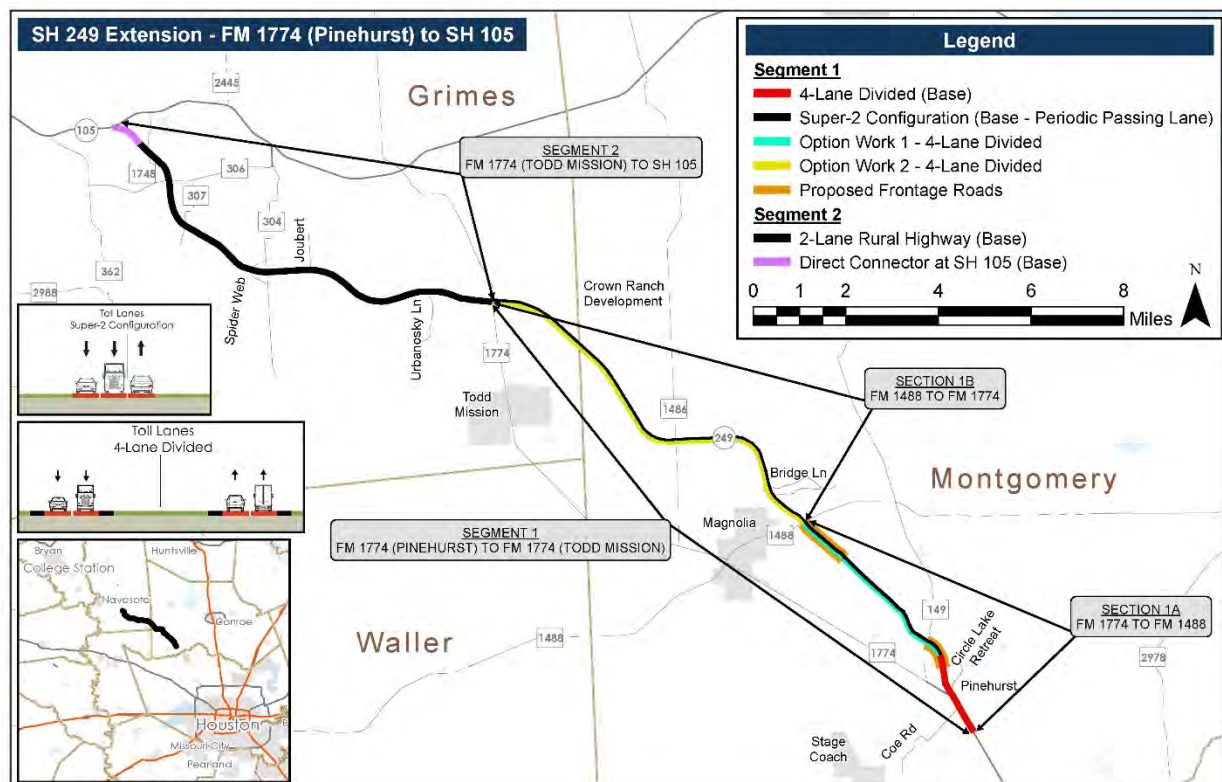 SH 249 Extension - FM 1774 (Pinehurst) to SH 105
Legend
Segment 1
4-Lane Divided (Base)
Super-2 Configuration (Base - Periodic Passing Lane)
Option Work 1 - 4-Lane Divided
Option Work 2 - 4-Lane Divided
Proposed Frontage Roads
Segment 2
2-Lane Rural Highway (Base)
Direct Connector at SH 105 (Base)
0 1 2 4 6 8
Miles
N
2445
Grimes
105
SEGMENT 2
FM 1774 (TODD MISSION) TO SH 105
1748
306
307
304
Joubert
362
2988
Spider Web
Urbanosky Ln
Crown Ranch
Development
1774
Todd
Mission
1486
249
SECTION 1B
FM 1488 TO FM 1774
Bridge Ln
Montgomery
Magnolia
1488
SEGMENT 1
FM 1774 (PINEHURST) TO FM 1774 (TODD MISSION)
149
Circle Lake
Retreat
SECTION 1A
FM 1774 TO FM 1488
Waller
1488
1774
2978
Pinehurst
Coe Rd
Stage
Coach
Toll Lanes
Super-2 Configuration
Toll Lanes
4-Lane Divided
Bryan
College Station
Huntsville
Navasota
Conroe
Houston
Missouri City
Pearland